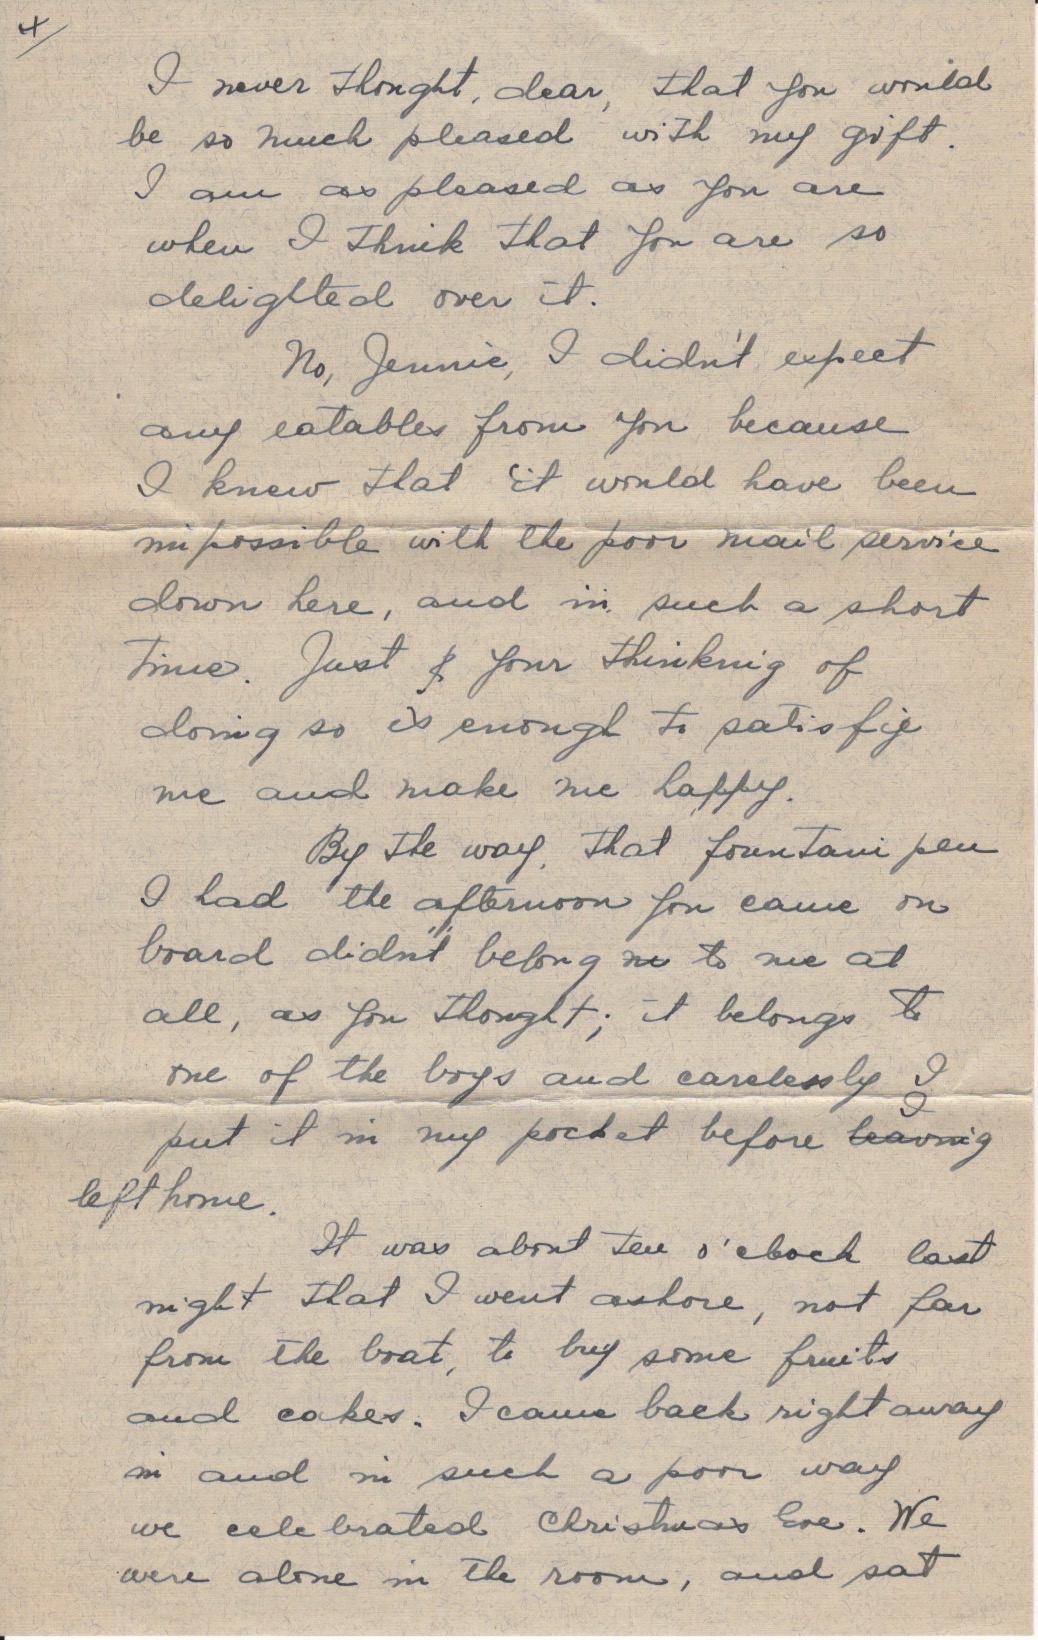 4/
I never thought, dear, that you would
be so much pleased with my gift.
I am as pleased as you are
when I think that you are so
delighted over it.
No, Jennie, I didn't expect
any eatables from you because
I knew that it would have been
impossible with the poor mail service
down here, and in such a short
time. Just your thinking of
doing so is enough to satisfy
me and make me happy.
By the way, that fountain pen
I had the afternoon you came on
board didn't belong to me at
all, as you thought; it belongs to
one of the boys and carelessly I
put it in my pocket before I leaving
left home.
It was about ten o'clock last
night that I went ashore, not far
from the boat, to buy some fruits
and cakes. I came back right away
in and in such a poor way
we celebrated Christmas Eve. We
were alone in the room, and sat